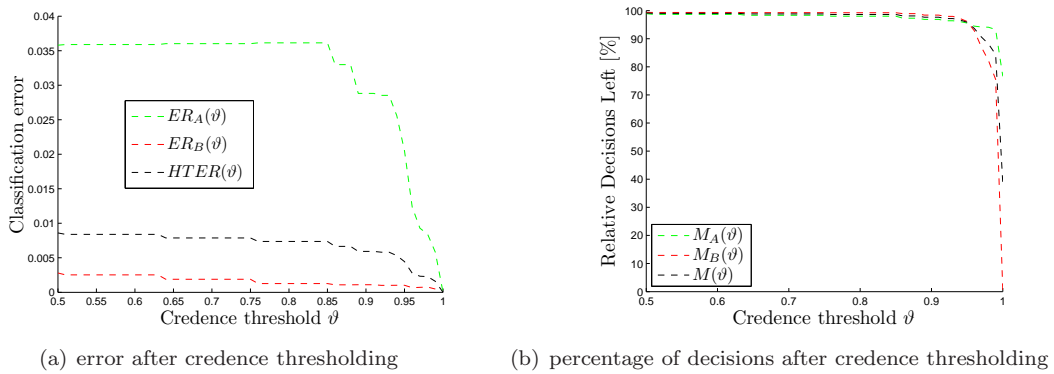 0.04
0.035
0.03
0.025
0.02
0.015
0.01
0.005
0
Classification error
ER_A(ϑ)
ER_B(ϑ)
HTER(ϑ)
0.5 0.55 0.6 0.65 0.7 0.75 0.8 0.85 0.9 0.95 1
Credence threshold ϑ
(a) error after credence thresholding
100
90
80
70
60
50
40
30
20
10
0
Relative Decisions Left [%]
M_A(ϑ)
M_B(ϑ)
M(ϑ)
0.5 0.6 0.7 0.8 0.9 1
Credence threshold ϑ
(b) percentage of decisions after credence thresholding